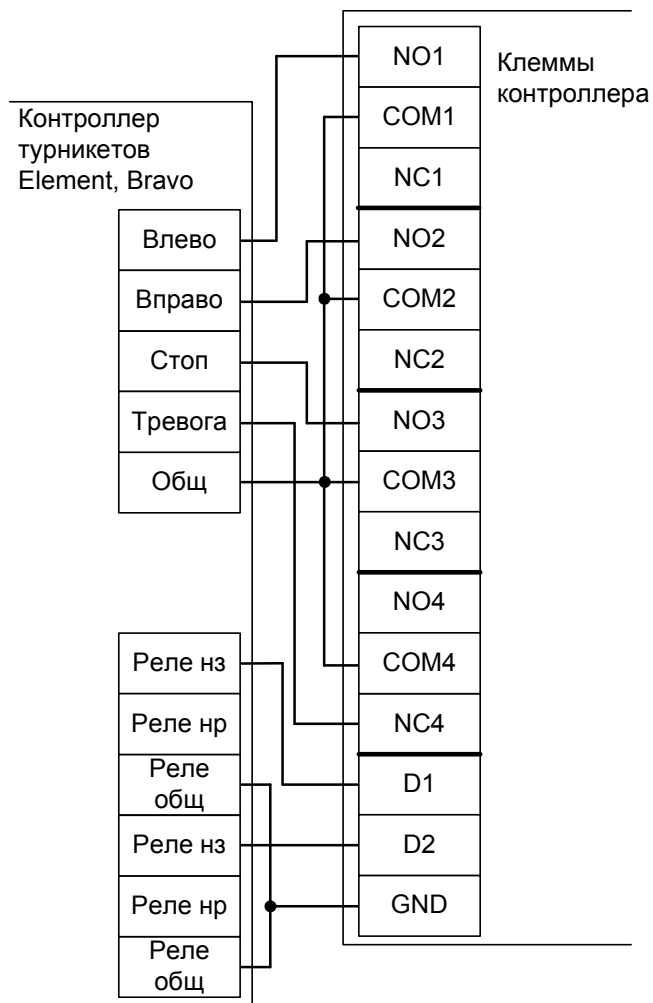 Контроллер
турникетов
Element, Bravo
Влево
Вправо
Стоп
Тревога
Общ
Реле нз
Реле нр
Реле
общ
Реле нз
Реле нр
Реле
общ
NO1
COM1
NC1
NO2
COM2
NC2
NO3
COM3
NC3
NO4
COM4
NC4
D1
D2
GND
Клеммы
контроллера